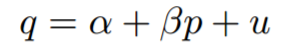 q = α + βp + u